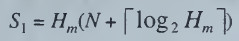 S₁ = Hₘ(N + ⌈log₂ Hₘ⌉)